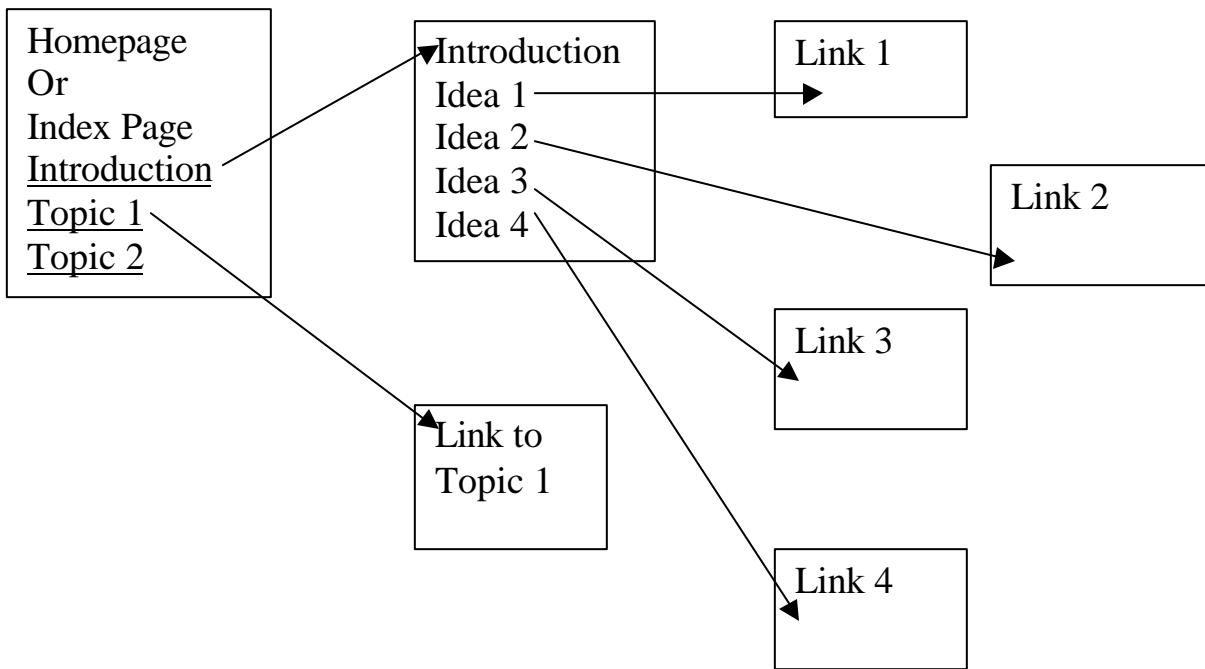 Homepage
Or
Index Page
Introduction
Topic 1
Topic 2
Introduction
Idea 1
Idea 2
Idea 3
Idea 4
Link 1
Link 2
Link 3
Link to
Topic 1
Link 4